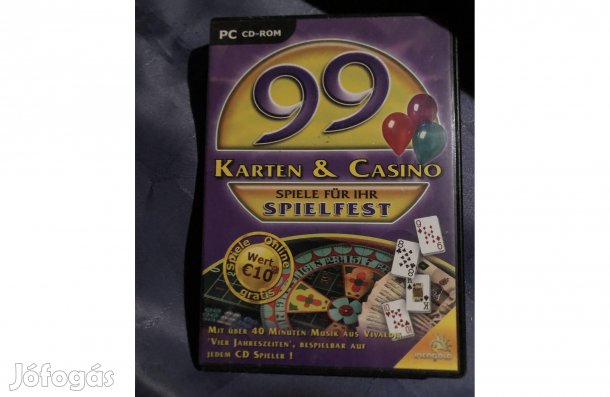 PC CD-ROM
99
KARTEN & CASINO
SPIELE FÜR IHR
SPIELFEST
Spiele Online gratis
Wert
€10
MIT ÜBER 40 MINUTEN MUSIK AUS VIVALDIS
'VIER JAHRESZEITEN', BESPIELBAR AUF
JEDEM CD SPIELER !
Jófogás